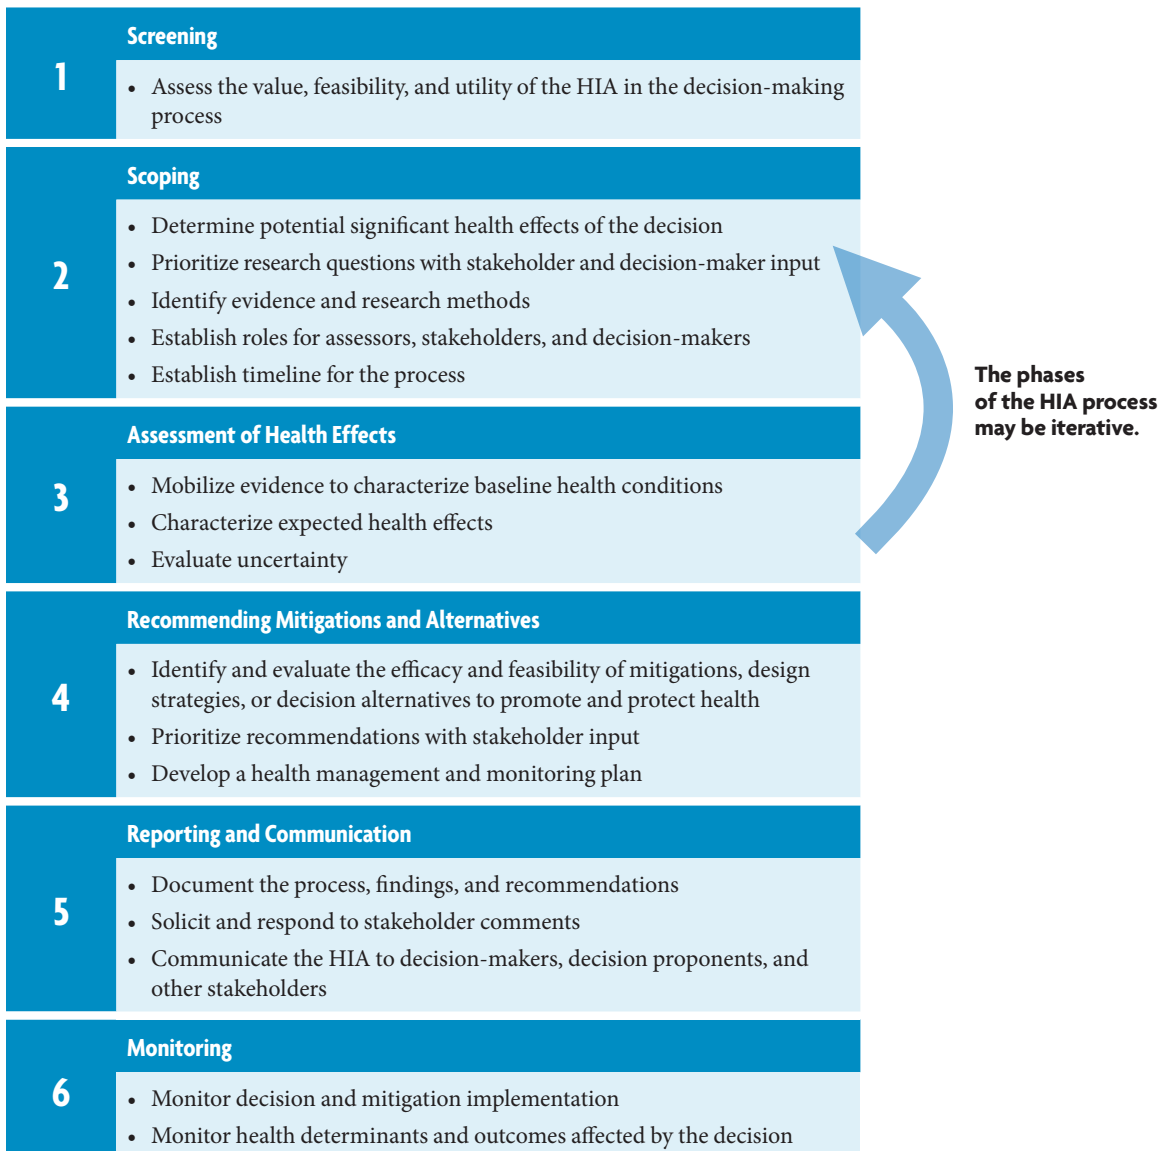 1
Screening
• Assess the value, feasibility, and utility of the HIA in the decision-making
process
2
Scoping
• Determine potential significant health effects of the decision
• Prioritize research questions with stakeholder and decision-maker input
• Identify evidence and research methods
• Establish roles for assessors, stakeholders, and decision-makers
• Establish timeline for the process
3
Assessment of Health Effects
• Mobilize evidence to characterize baseline health conditions
• Characterize expected health effects
• Evaluate uncertainty
The phases
of the HIA process
may be iterative.
4
Recommending Mitigations and Alternatives
• Identify and evaluate the efficacy and feasibility of mitigations, design
strategies, or decision alternatives to promote and protect health
• Prioritize recommendations with stakeholder input
• Develop a health management and monitoring plan
5
Reporting and Communication
• Document the process, findings, and recommendations
• Solicit and respond to stakeholder comments
• Communicate the HIA to decision-makers, decision proponents, and
other stakeholders
6
Monitoring
• Monitor decision and mitigation implementation
• Monitor health determinants and outcomes affected by the decision